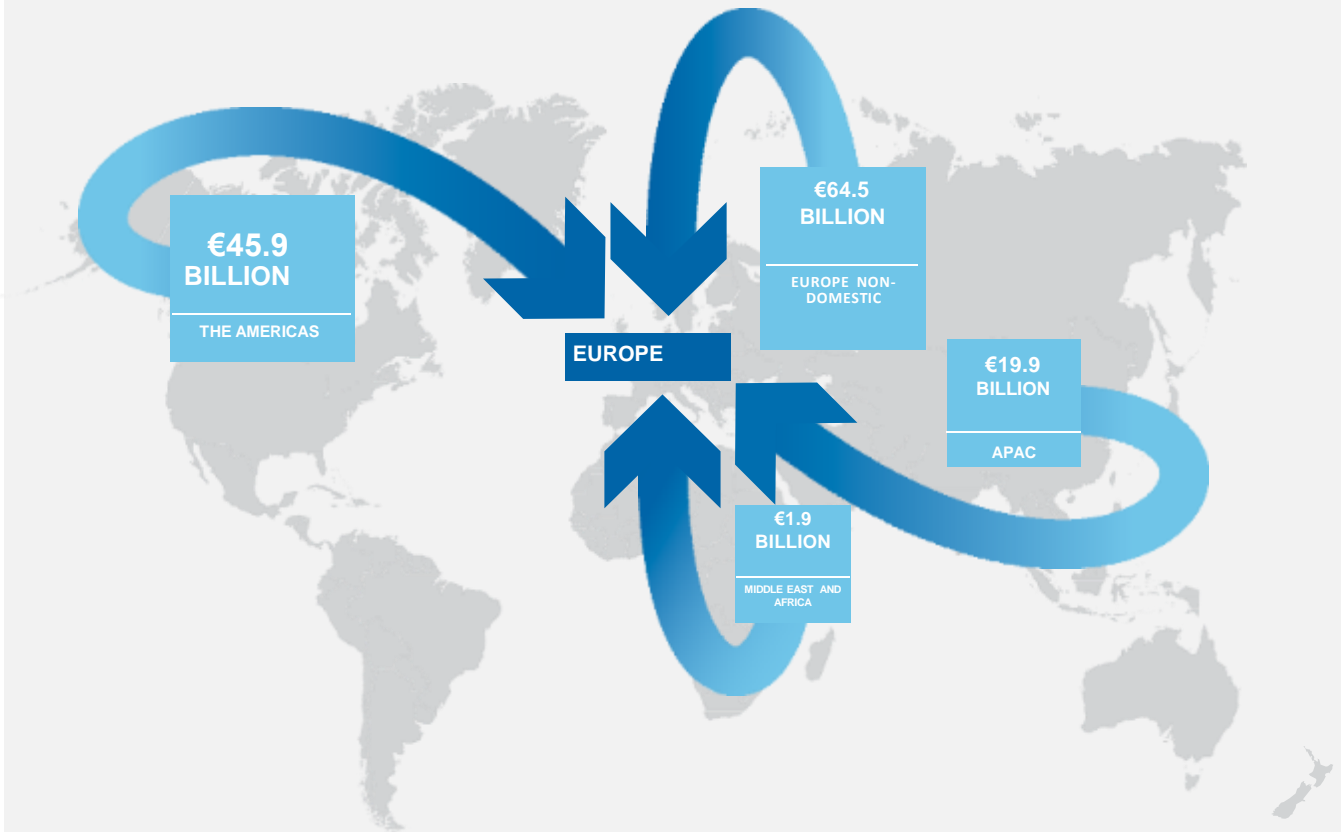 €64.5
BILLION
EUROPE NON-
DOMESTIC
€45.9
BILLION
THE AMERICAS
EUROPE
€19.9
BILLION
APAC
€1.9
BILLION
MIDDLE EAST AND
AFRICA